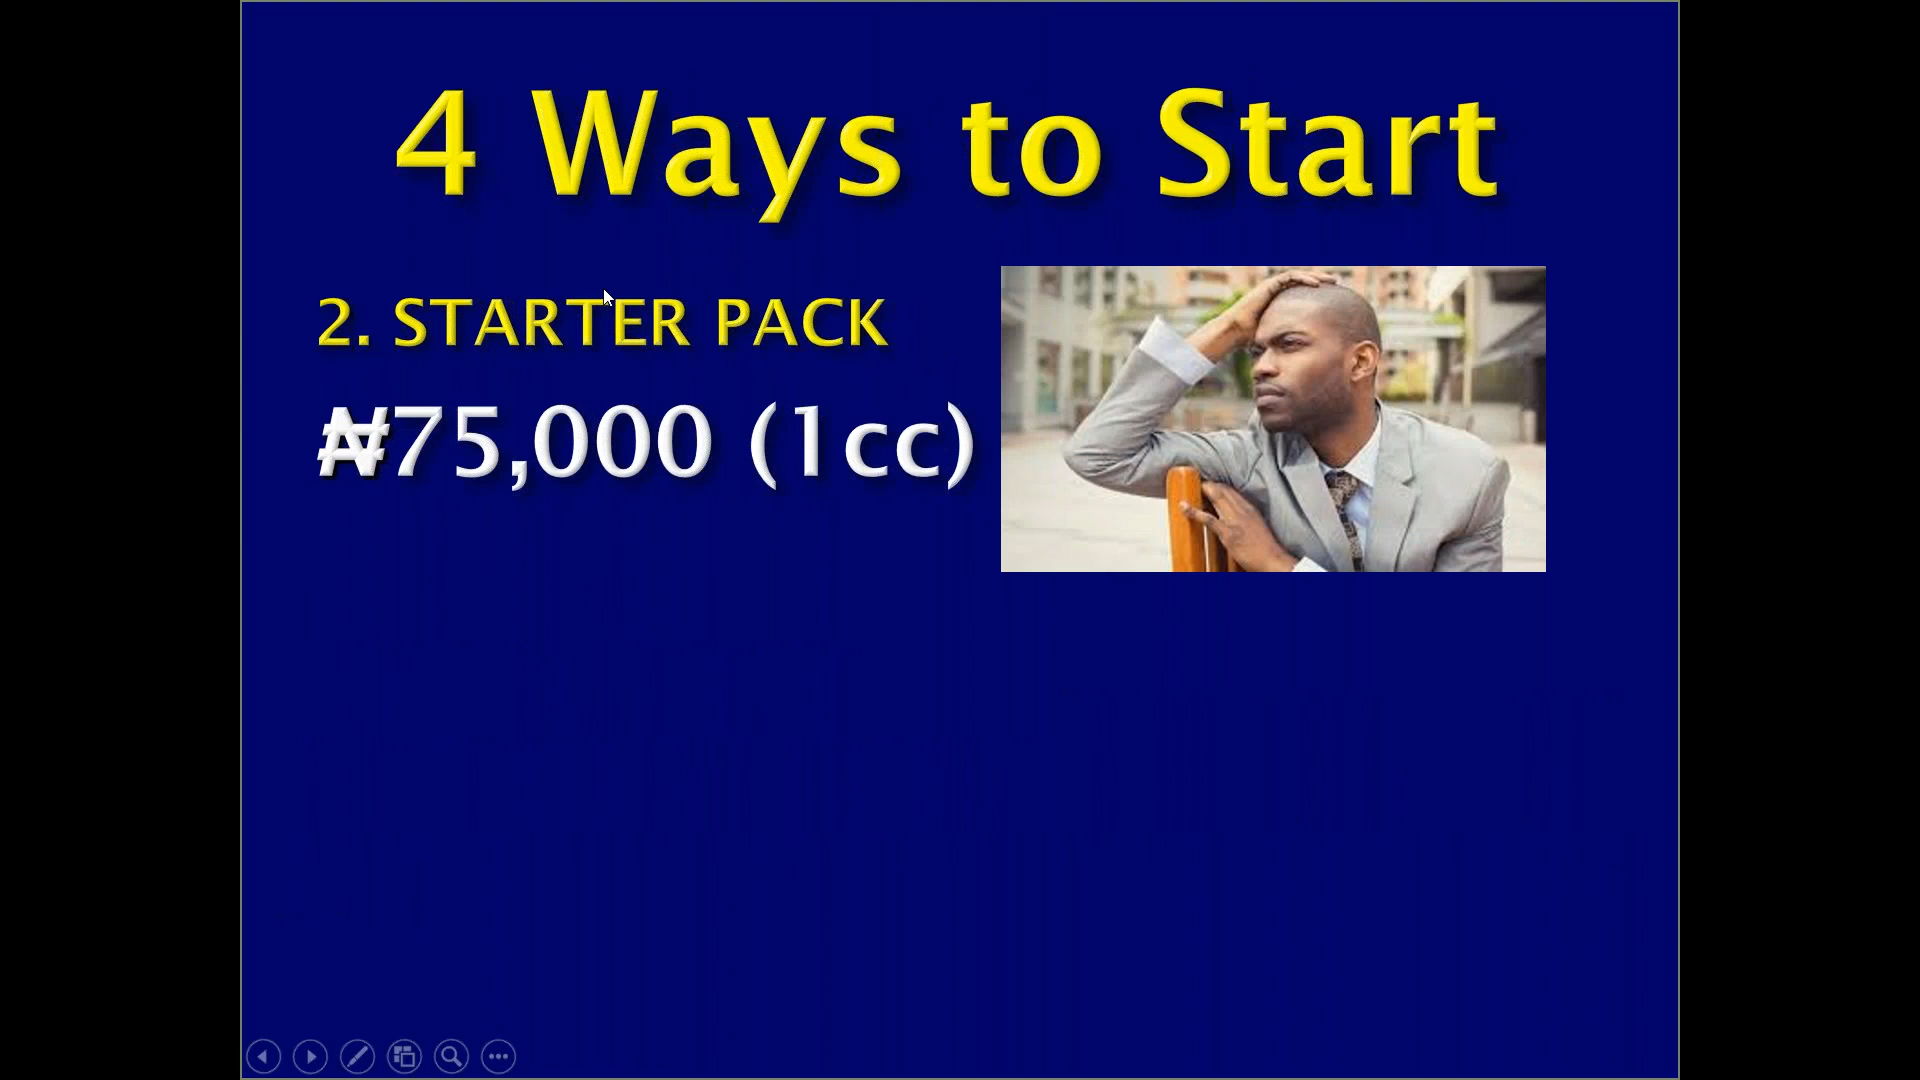 4 Ways to Start
2. STARTER PACK
₦75,000 (1cc)